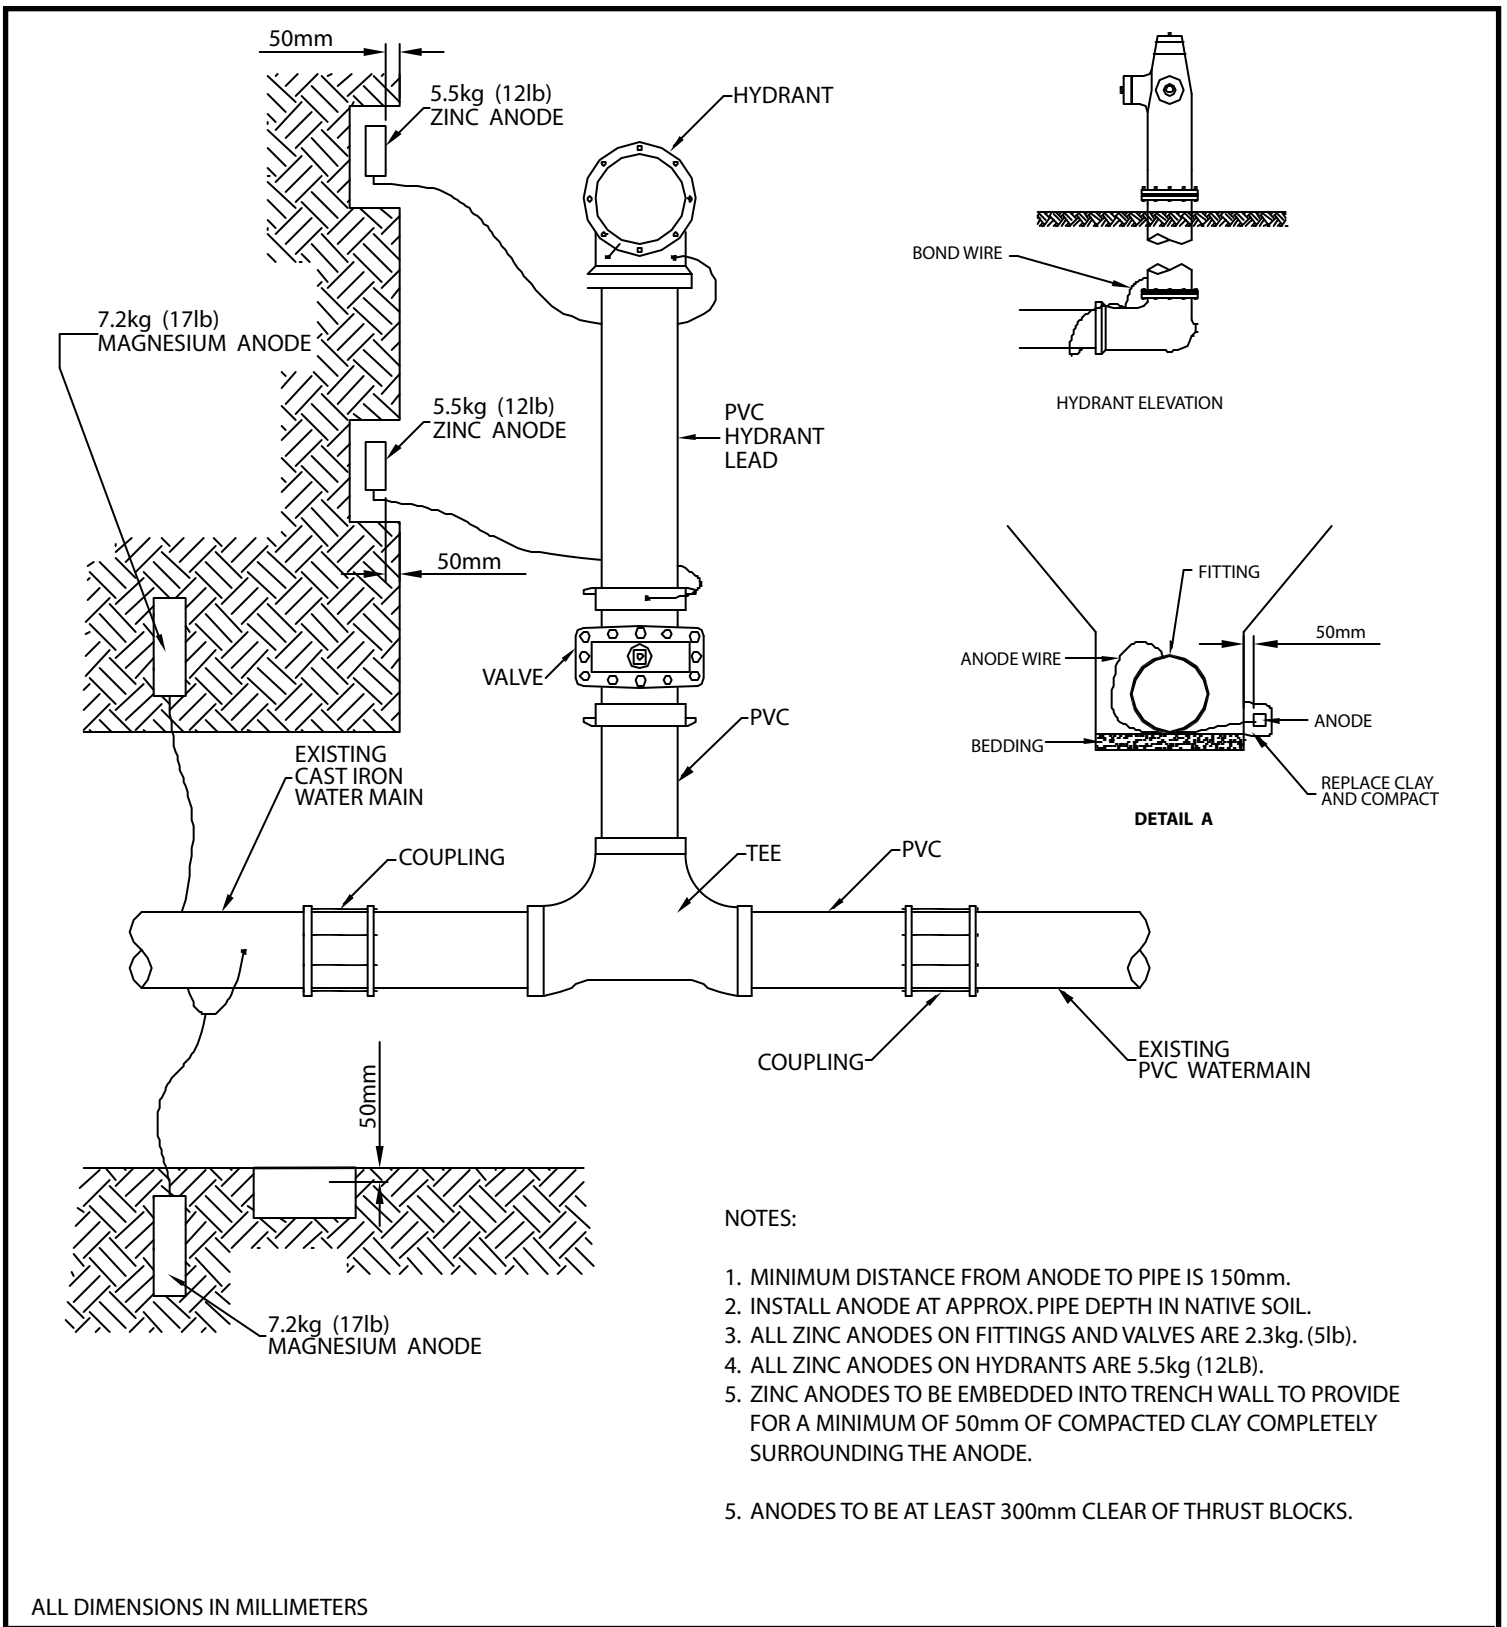 50mm
5.5kg (12lb)
ZINC ANODE
HYDRANT
BOND WIRE
7.2kg (17lb)
MAGNESIUM ANODE
HYDRANT ELEVATION
5.5kg (12lb)
ZINC ANODE
PVC
HYDRANT
LEAD
50mm
FITTING
50mm
ANODE WIRE
VALVE
ANODE
PVC
BEDDING
REPLACE CLAY
AND COMPACT
DETAIL A
EXISTING
CAST IRON
WATER MAIN
COUPLING
TEE
PVC
COUPLING
EXISTING
PVC WATERMAIN
50mm
7.2kg (17lb)
MAGNESIUM ANODE
NOTES:
1. MINIMUM DISTANCE FROM ANODE TO PIPE IS 150mm.
2. INSTALL ANODE AT APPROX. PIPE DEPTH IN NATIVE SOIL.
3. ALL ZINC ANODES ON FITTINGS AND VALVES ARE 2.3kg. (5lb).
4. ALL ZINC ANODES ON HYDRANTS ARE 5.5kg (12LB).
5. ZINC ANODES TO BE EMBEDDED INTO TRENCH WALL TO PROVIDE
FOR A MINIMUM OF 50mm OF COMPACTED CLAY COMPLETELY
SURROUNDING THE ANODE.
5. ANODES TO BE AT LEAST 300mm CLEAR OF THRUST BLOCKS.
ALL DIMENSIONS IN MILLIMETERS